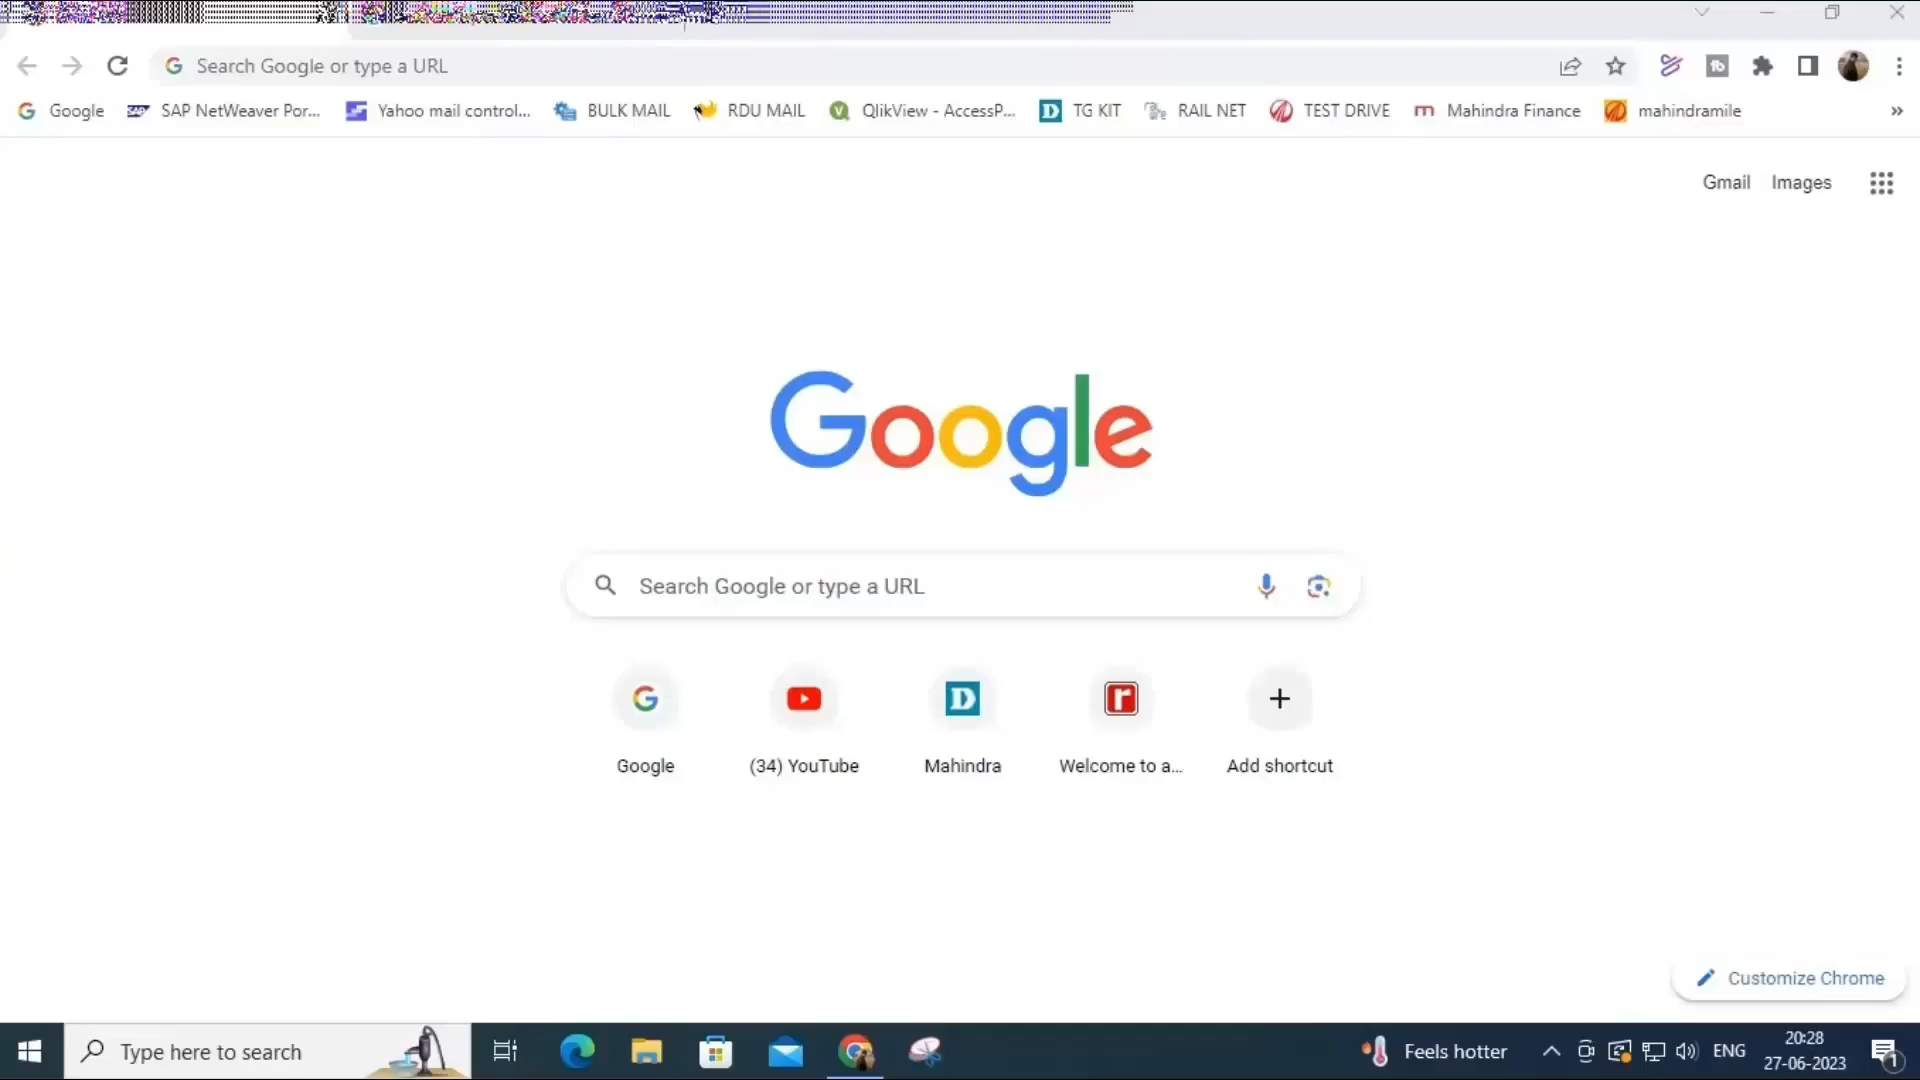 Search Google or type a URL
Google SAP NetWeaver Por... Yahoo mail control... BULK MAIL RDU MAIL QlikView - AccessP... TG KIT RAIL NET TEST DRIVE Mahindra Finance mahindramile »
Gmail Images
Google
Search Google or type a URL
Google (34) YouTube Mahindra Welcome to a... Add shortcut
Customize Chrome
Type here to search Feels hotter ENG 20:28
27-06-2023 1